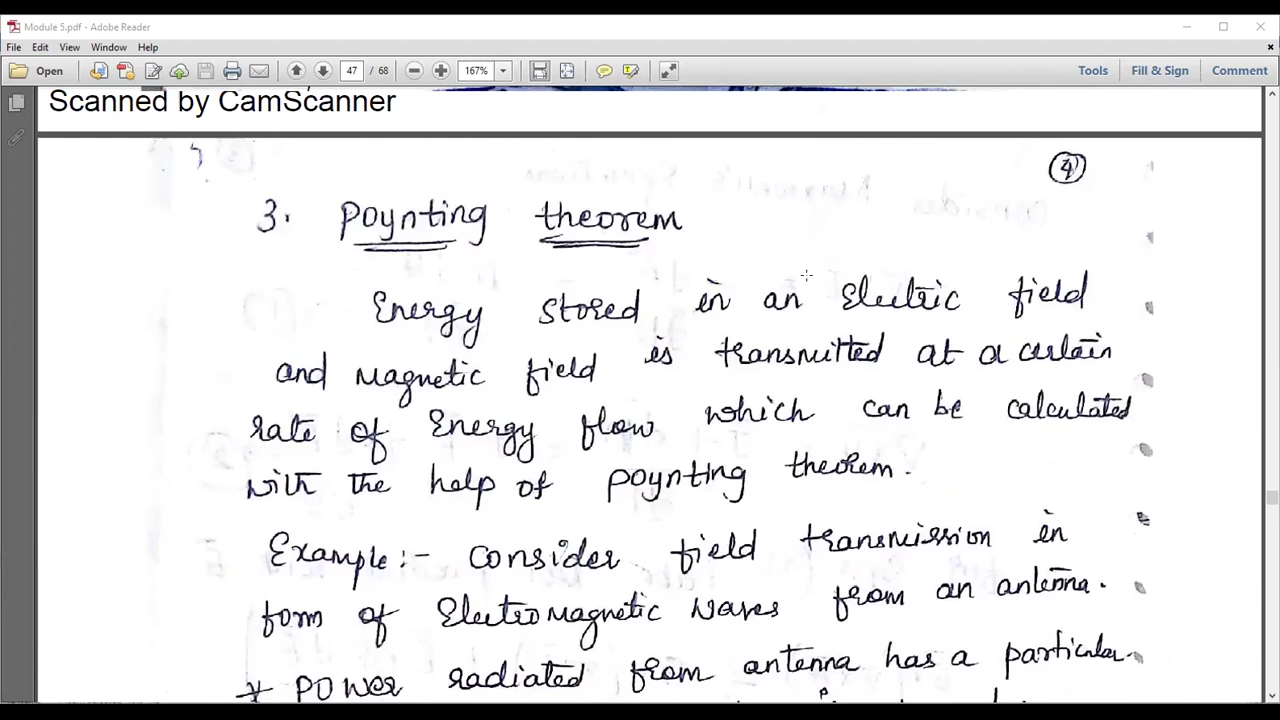 Module 5.pdf - Adobe Reader
File Edit View Window Help
Open 47 / 68 167% Tools Fill & Sign Comment
Scanned by CamScanner
4
3. Poynting theorem
Energy stored in an Electric field
and Magnetic field is transmitted at a certain
rate of Energy flow which can be calculated
with the help of poynting theorem.
Example:- Consider field transmission in
form of Electromagnetic waves from an antenna.
* Power radiated from antenna has a particular